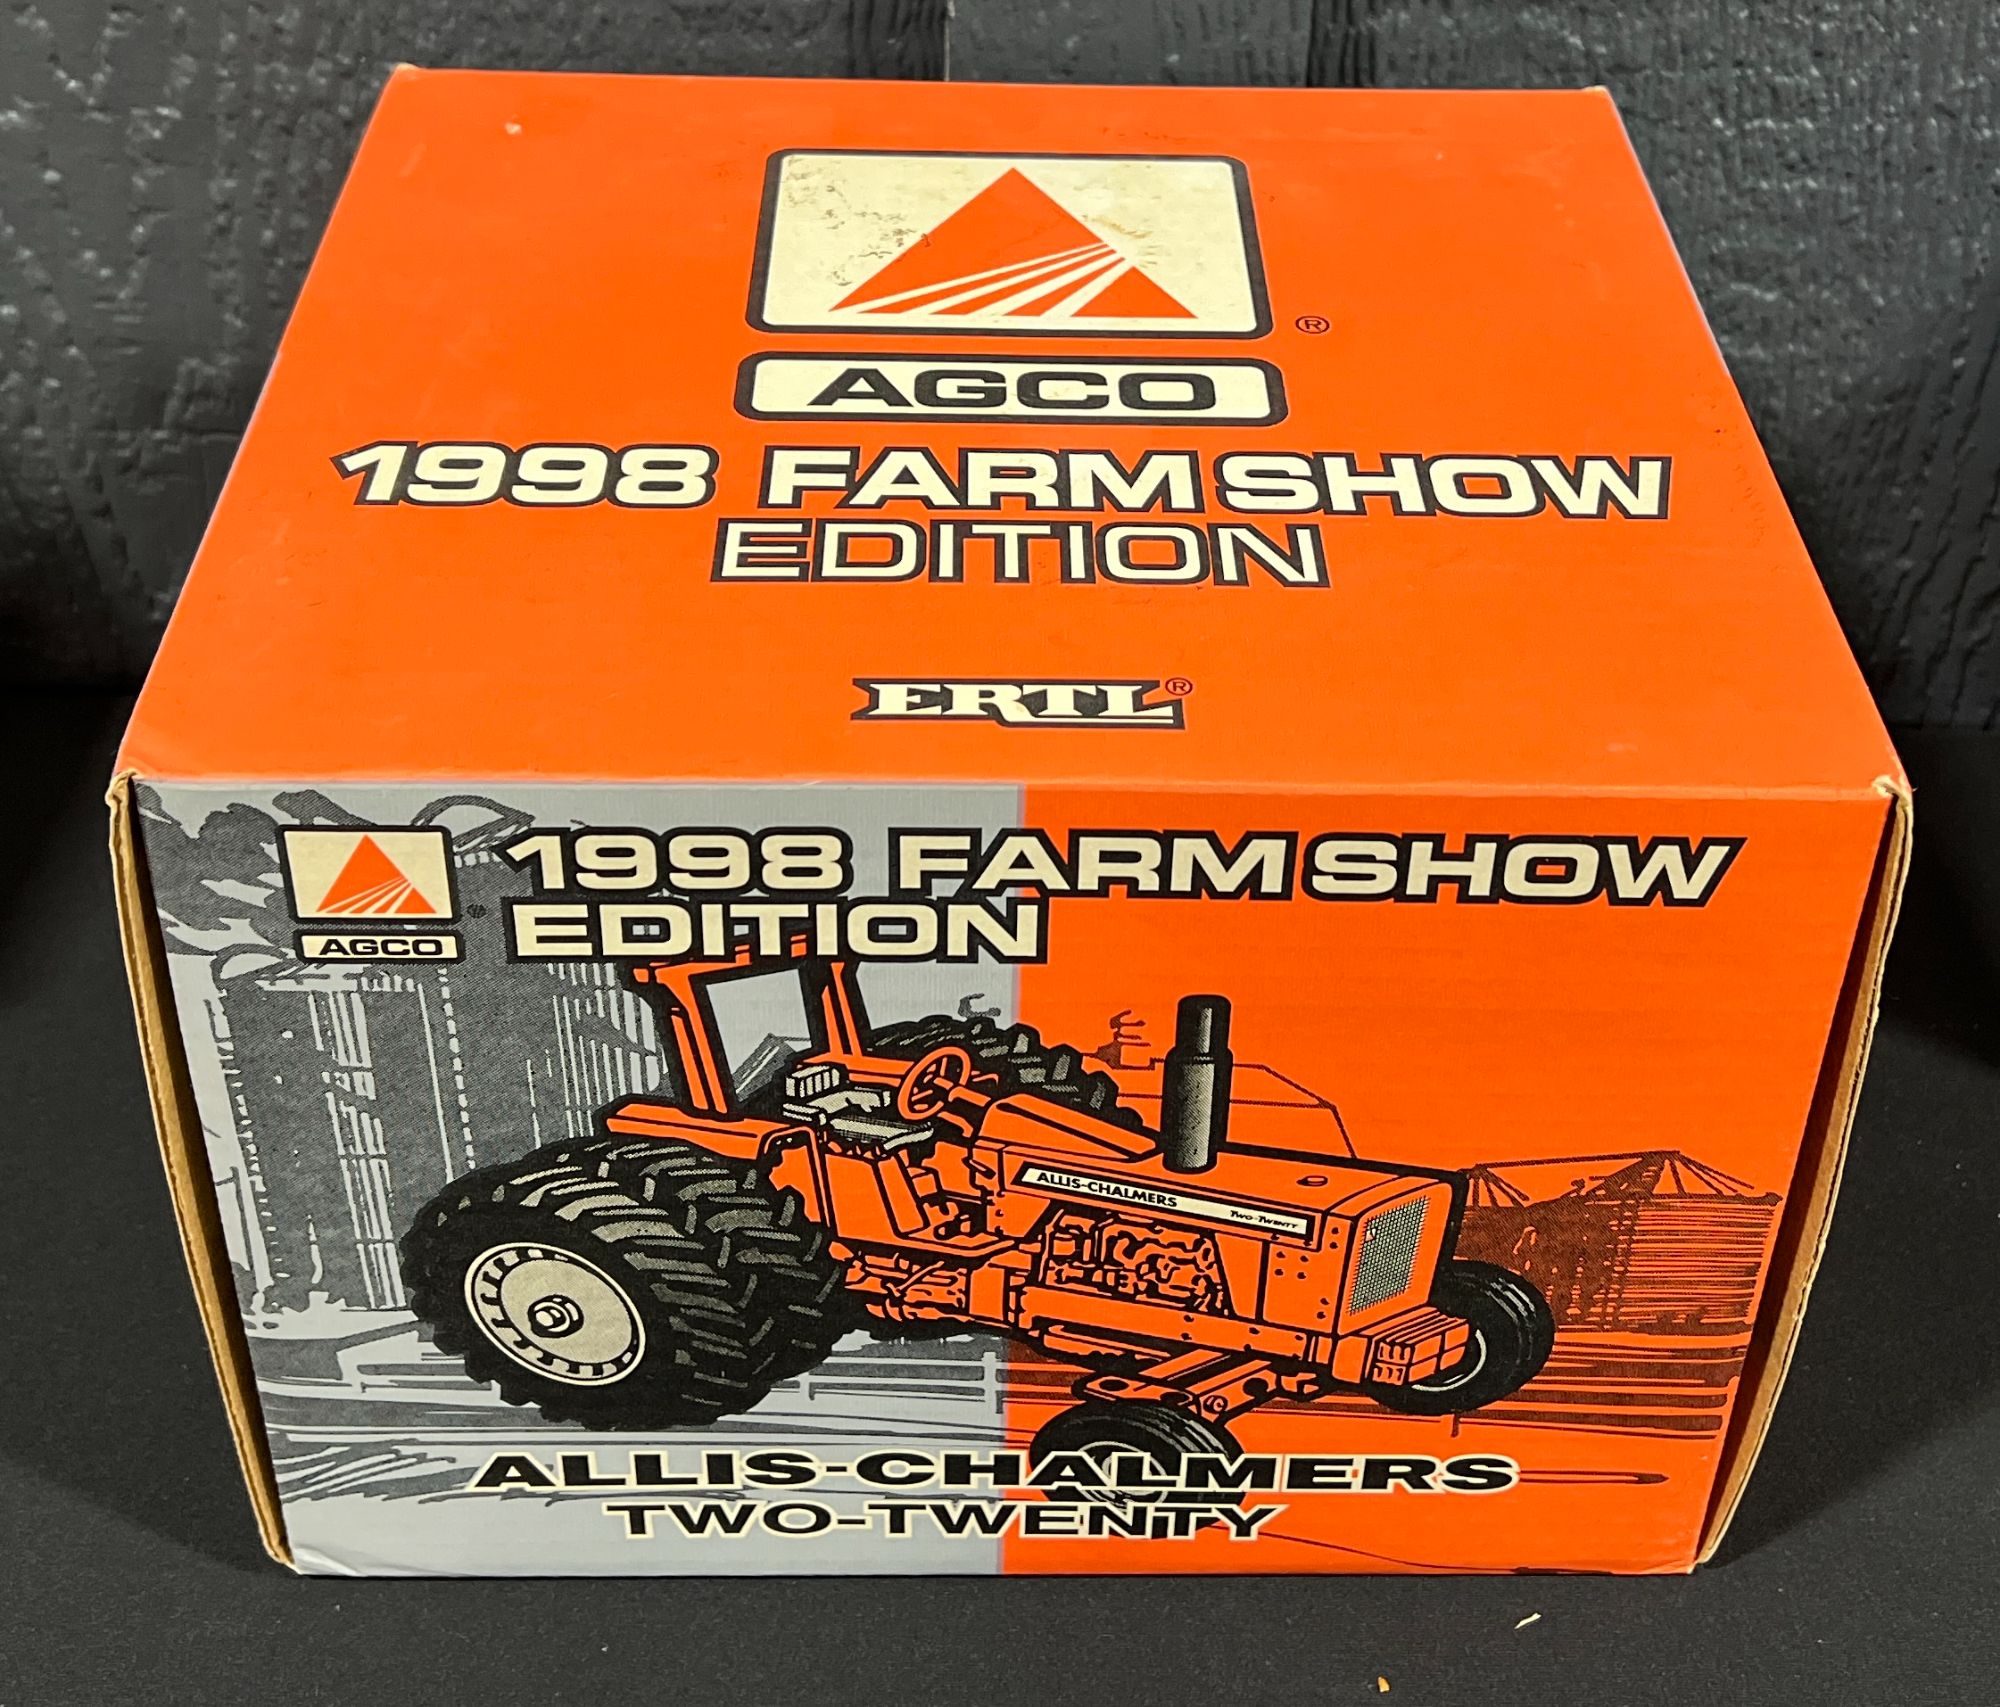 ®
AGCO
1998 FARM SHOW
EDITION
ERTL®
AGCO
1998 FARM SHOW
EDITION
ALLIS-CHALMERS TWO-TWENTY
ALLIS-CHALMERS
TWO-TWENTY